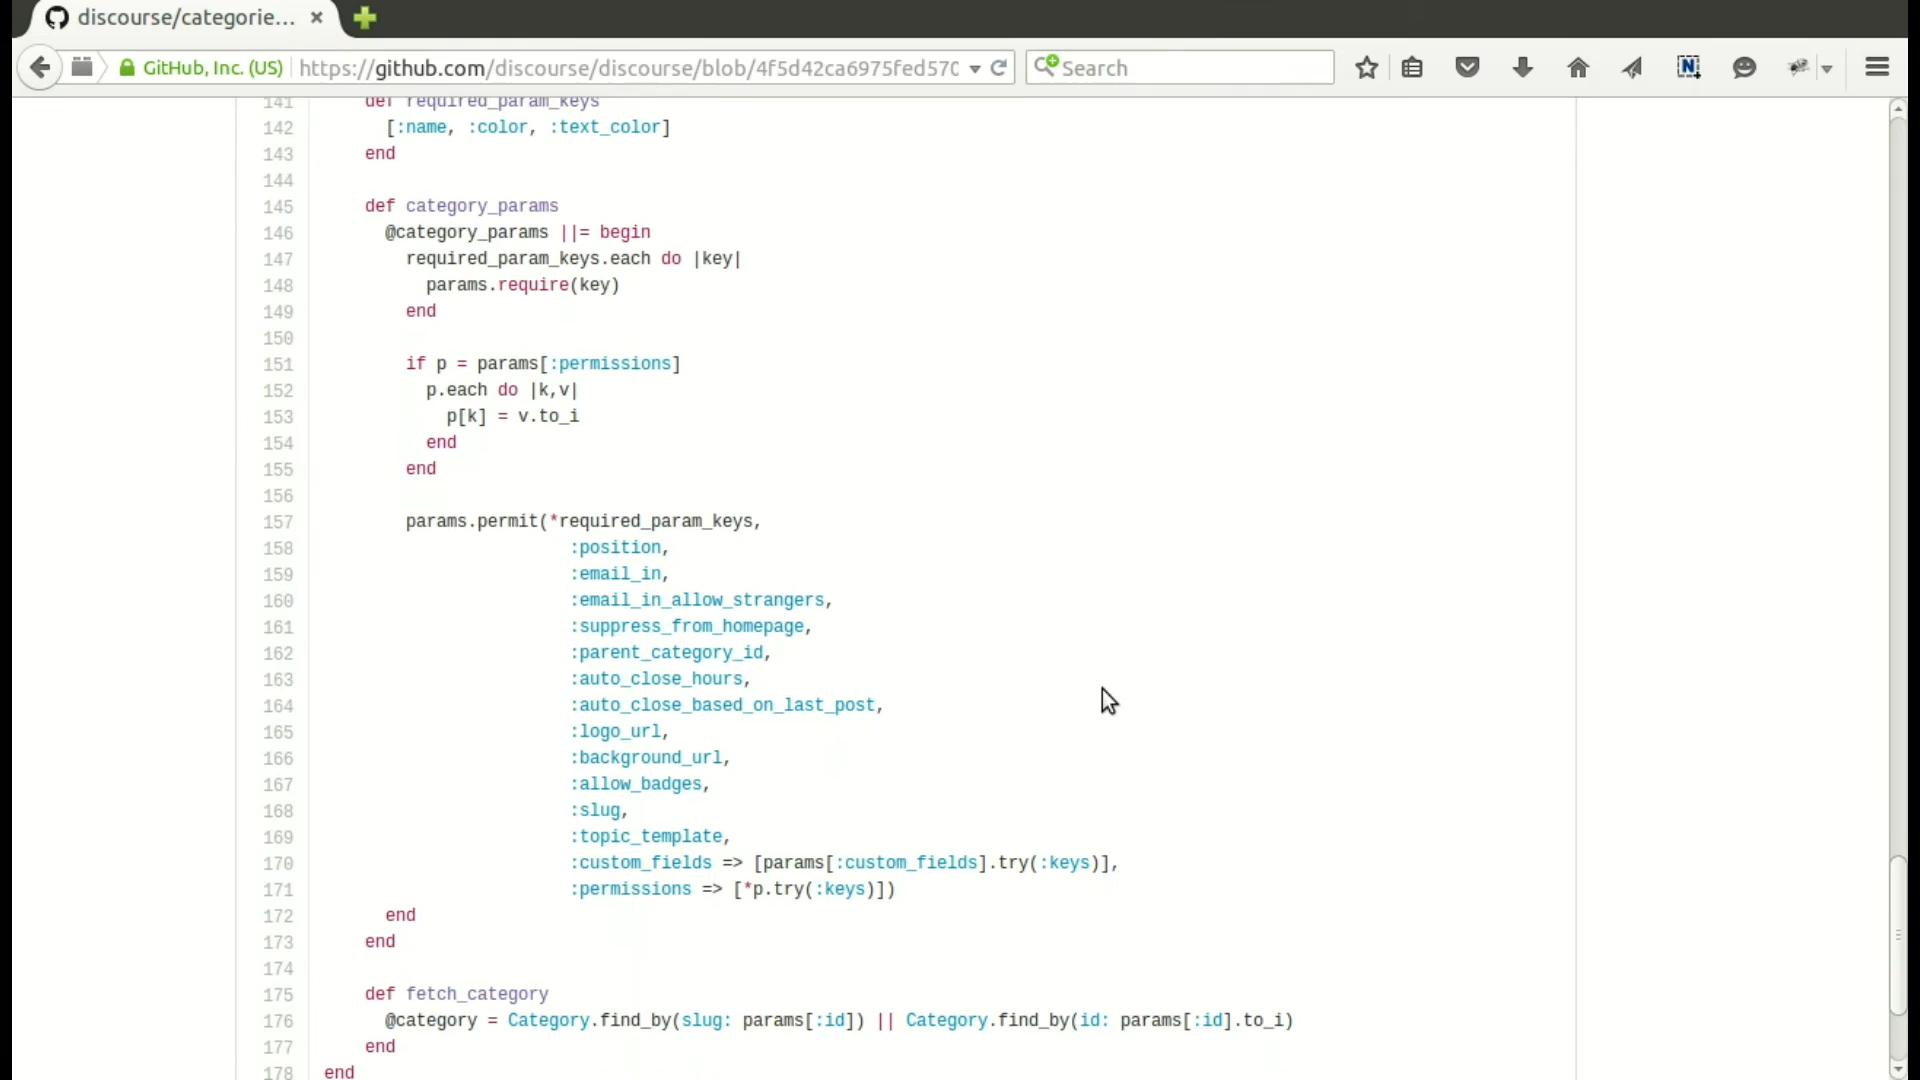 discourse/categorie...
GitHub, Inc. (US) https://github.com/discourse/discourse/blob/4f5d42ca6975fed570 Search
141 def required_param_keys
142 [:name, :color, :text_color]
143 end
144
145 def category_params
146 @category_params ||= begin
147 required_param_keys.each do |key|
148 params.require(key)
149 end
150
151 if p = params[:permissions]
152 p.each do |k,v|
153 p[k] = v.to_i
154 end
155 end
156
157 params.permit(*required_param_keys,
158 :position,
159 :email_in,
160 :email_in_allow_strangers,
161 :suppress_from_homepage,
162 :parent_category_id,
163 :auto_close_hours,
164 :auto_close_based_on_last_post,
165 :logo_url,
166 :background_url,
167 :allow_badges,
168 :slug,
169 :topic_template,
170 :custom_fields => [params[:custom_fields].try(:keys)],
171 :permissions => [*p.try(:keys)])
172 end
173 end
174
175 def fetch_category
176 @category = Category.find_by(slug: params[:id]) || Category.find_by(id: params[:id].to_i)
177 end
178 end